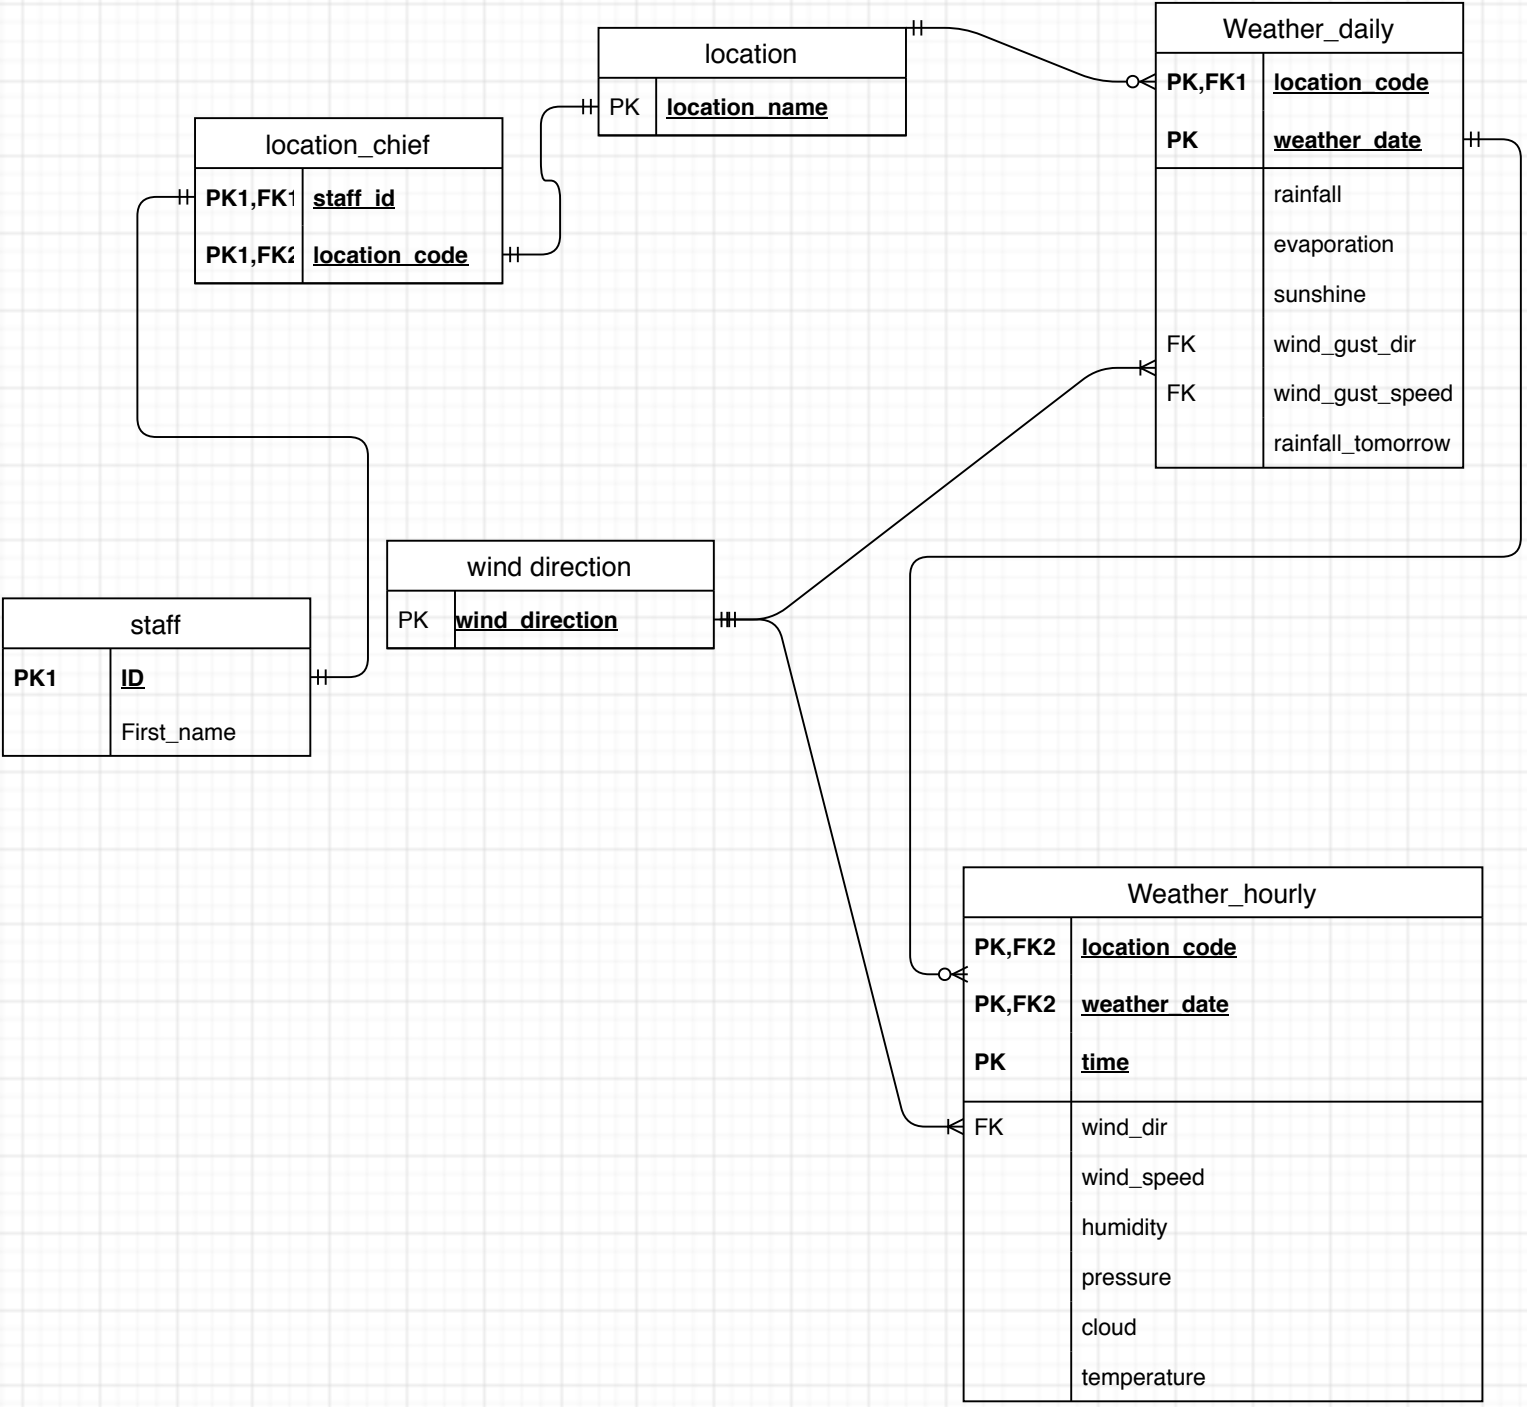 location
PK location_name
Weather_daily
PK,FK1 location_code
PK weather_date
rainfall
evaporation
sunshine
FK wind_gust_dir
FK wind_gust_speed
rainfall_tomorrow
location_chief
PK1,FK1 staff_id
PK1,FK2 location_code
wind direction
PK wind_direction
staff
PK1 ID
First_name
Weather_hourly
PK,FK2 location_code
PK,FK2 weather_date
PK time
FK wind_dir
wind_speed
humidity
pressure
cloud
temperature